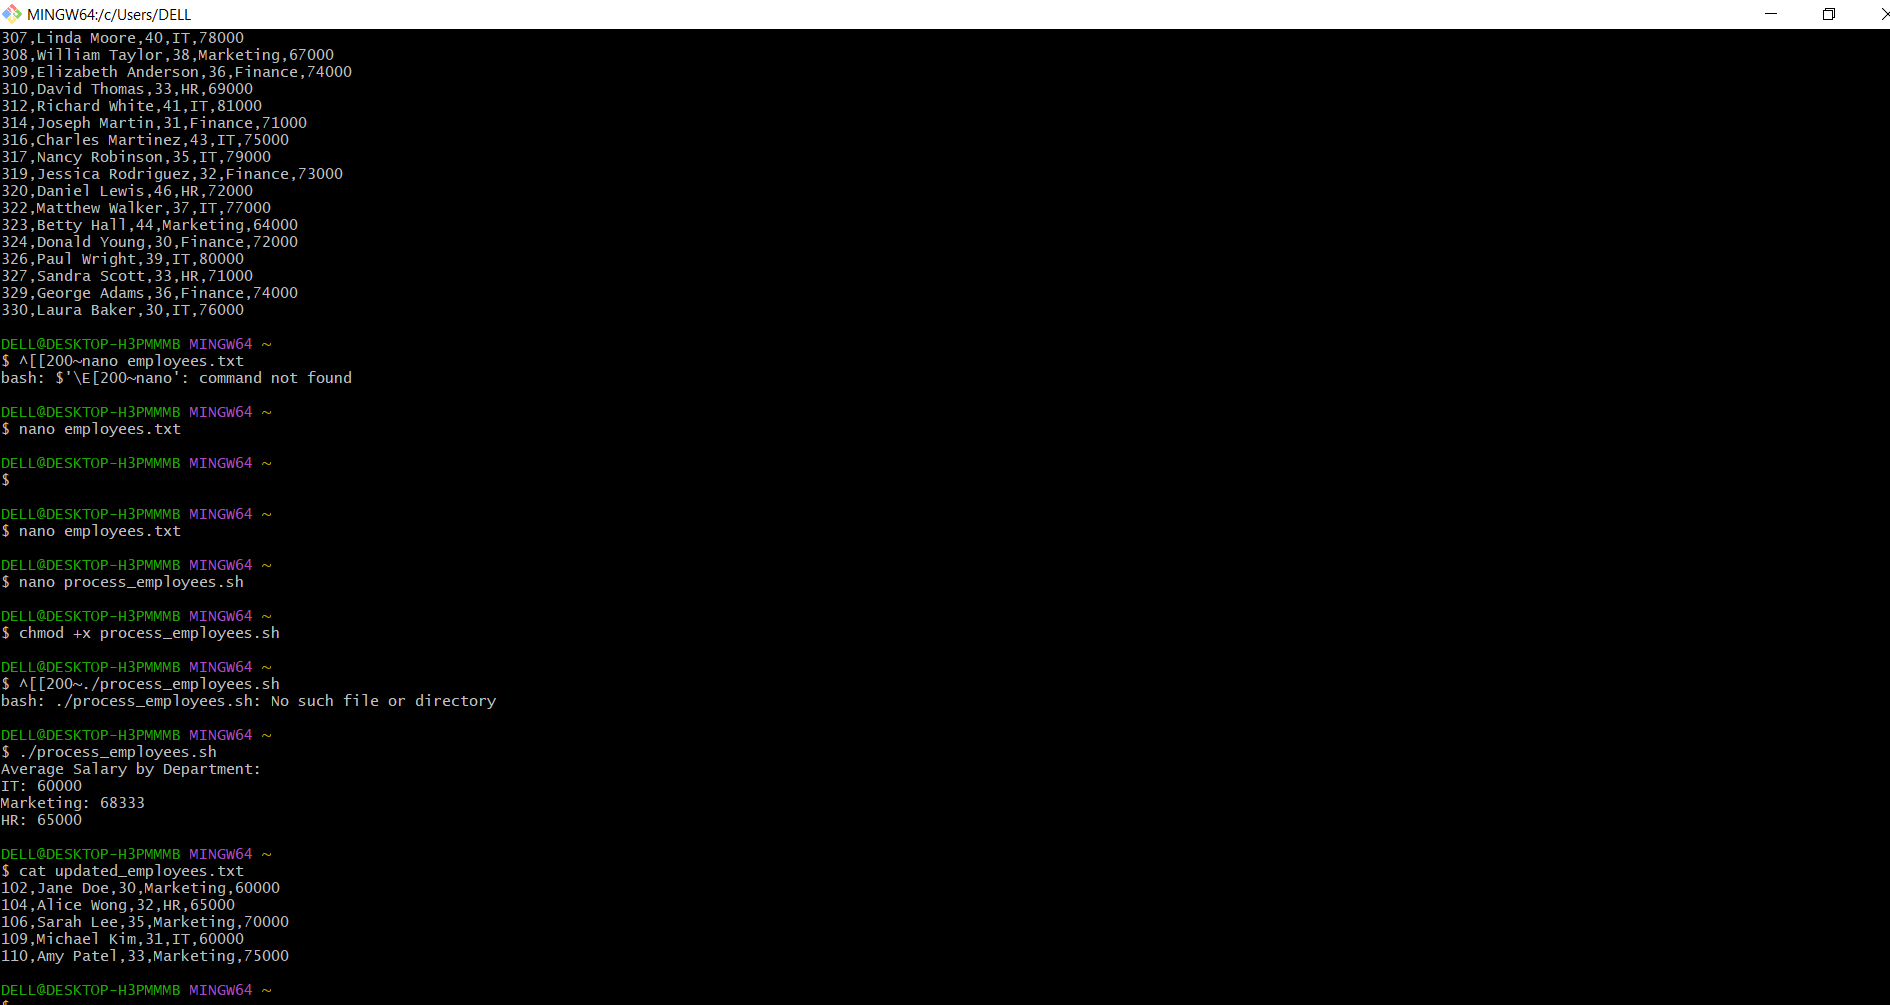 MINGW64:/c/Users/DELL
307,Linda Moore,40,IT,78000
308,William Taylor,38,Marketing,67000
309,Elizabeth Anderson,36,Finance,74000
310,David Thomas,33,HR,69000
312,Richard White,41,IT,81000
314,Joseph Martin,31,Finance,71000
316,Charles Martinez,43,IT,75000
317,Nancy Robinson,35,IT,79000
319,Jessica Rodriguez,32,Finance,73000
320,Daniel Lewis,46,HR,72000
322,Matthew Walker,37,IT,77000
323,Betty Hall,44,Marketing,64000
324,Donald Young,30,Finance,72000
326,Paul Wright,39,IT,80000
327,Sandra Scott,33,HR,71000
329,George Adams,36,Finance,74000
330,Laura Baker,30,IT,76000
DELL@DESKTOP-H3PMMMB MINGW64 ~
$ ^[[200~nano employees.txt
bash: $'\E[200~nano': command not found
DELL@DESKTOP-H3PMMMB MINGW64 ~
$ nano employees.txt
DELL@DESKTOP-H3PMMMB MINGW64 ~
$
DELL@DESKTOP-H3PMMMB MINGW64 ~
$ nano employees.txt
DELL@DESKTOP-H3PMMMB MINGW64 ~
$ nano process_employees.sh
DELL@DESKTOP-H3PMMMB MINGW64 ~
$ chmod +x process_employees.sh
DELL@DESKTOP-H3PMMMB MINGW64 ~
$ ^[[200~./process_employees.sh
bash: ./process_employees.sh: No such file or directory
DELL@DESKTOP-H3PMMMB MINGW64 ~
$ ./process_employees.sh
Average Salary by Department:
IT: 60000
Marketing: 68333
HR: 65000
DELL@DESKTOP-H3PMMMB MINGW64 ~
$ cat updated_employees.txt
102,Jane Doe,30,Marketing,60000
104,Alice Wong,32,HR,65000
106,Sarah Lee,35,Marketing,70000
109,Michael Kim,31,IT,60000
110,Amy Patel,33,Marketing,75000
DELL@DESKTOP-H3PMMMB MINGW64 ~
$